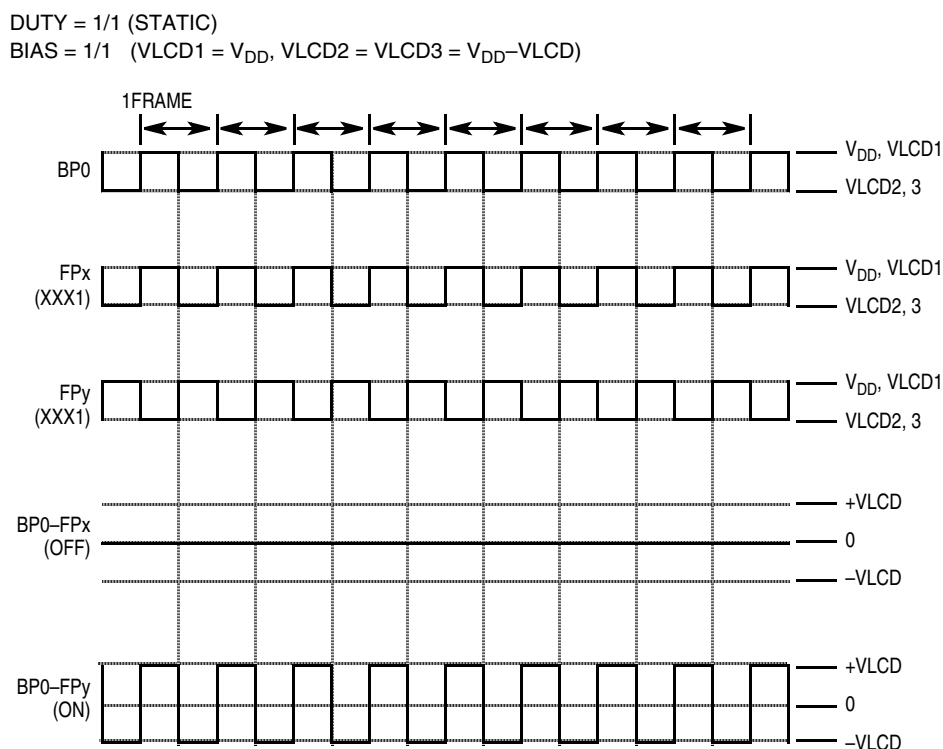 DUTY = 1/1 (STATIC)
BIAS = 1/1 (VLCD1 = VDD, VLCD2 = VLCD3 = VDD–VLCD)
1FRAME
BP0
VDD, VLCD1
VLCD2, 3
FPx
(XXX1)
VDD, VLCD1
VLCD2, 3
FPy
(XXX1)
VDD, VLCD1
VLCD2, 3
BP0–FPx
(OFF)
+VLCD
0
–VLCD
BP0–FPy
(ON)
+VLCD
0
–VLCD